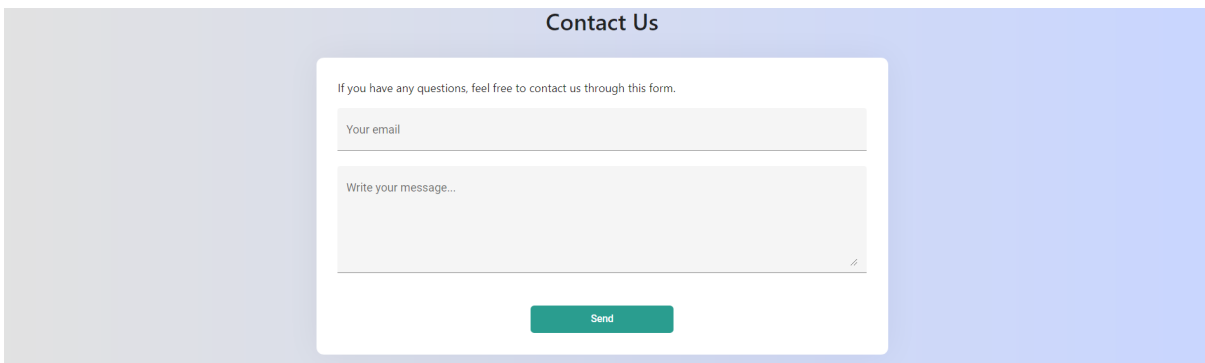 Contact Us
If you have any questions, feel free to contact us through this form.
Your email
Write your message...
Send